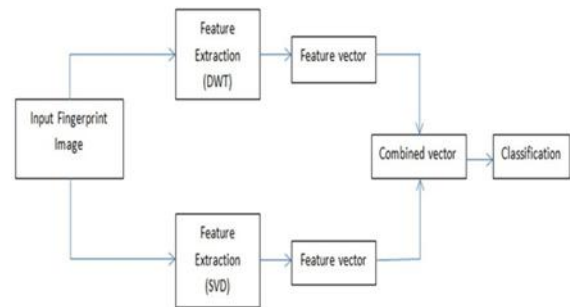 Input Fingerprint
Image
Feature
Extraction
(DWT)
Feature vector
Feature
Extraction
(SVD)
Feature vector
Combined vector
Classification